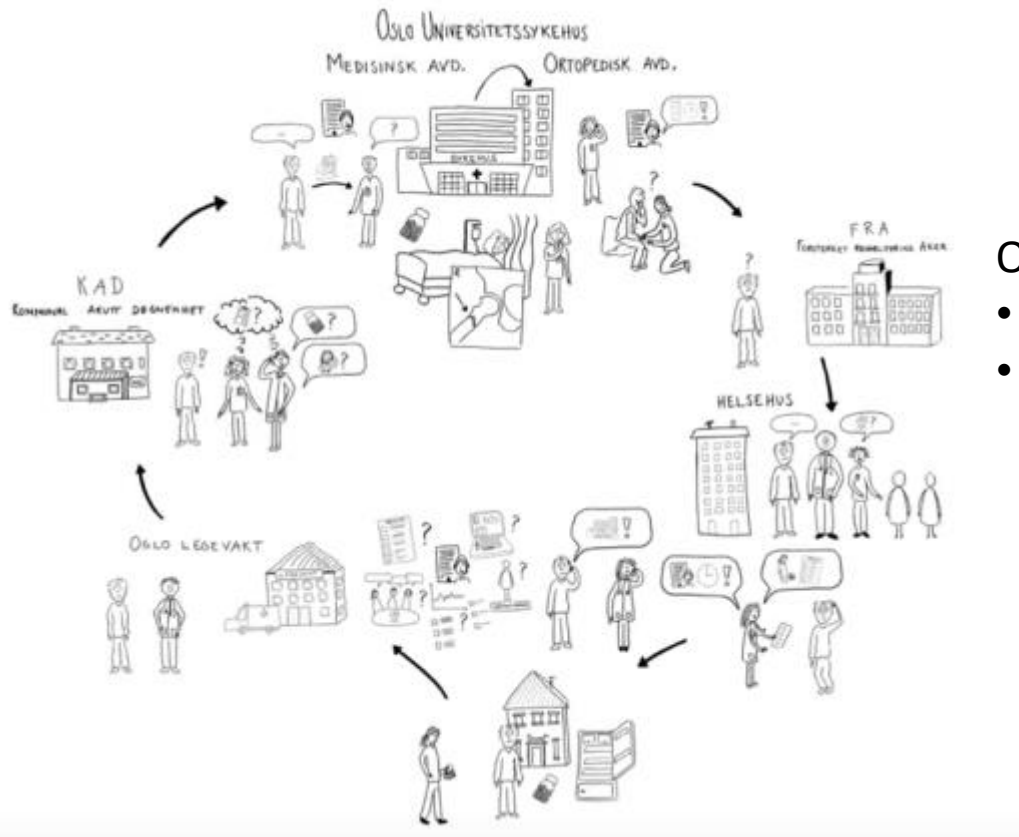 OSLO UNIVERSITETSSYKEHUS
MEDISINSK AVD.
ORTOPEDISK AVD.
SYKEHUS
FRA
FORSTERKET REHABILITERING AKER
KAD
KOMMUNAL AKUTT DØGNENHET
HELSEHUS
OSLO LEGEVAKT
C
•
•